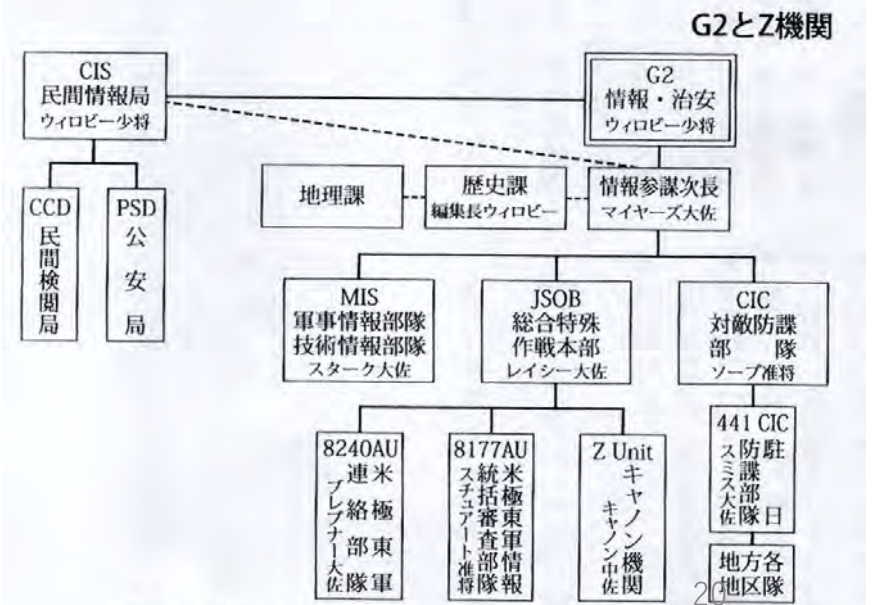 G2とZ機関
CIS
民間情報局
ウィロビー少将
G2
情報・治安
ウィロビー少将
CCD
民間検閲局
PSD
公安局
地理課
歴史課
編集長ウィロビー
情報参謀次長
マイヤーズ大佐
MIS
軍事情報部隊
技術情報部隊
スターク大佐
JSOB
総合特殊
作戦本部
レイシー大佐
CIC
対敵防諜
部隊
ソープ准将
8240AU
米極東軍
連絡部隊
ブレブナー大佐
8177AU
米極東軍情報
統括審査部隊
スチュアート准将
Z Unit
キャノン機関
キャノン中佐
441 CIC
駐日
防諜部隊
スミス大佐
地方各
地区隊
20